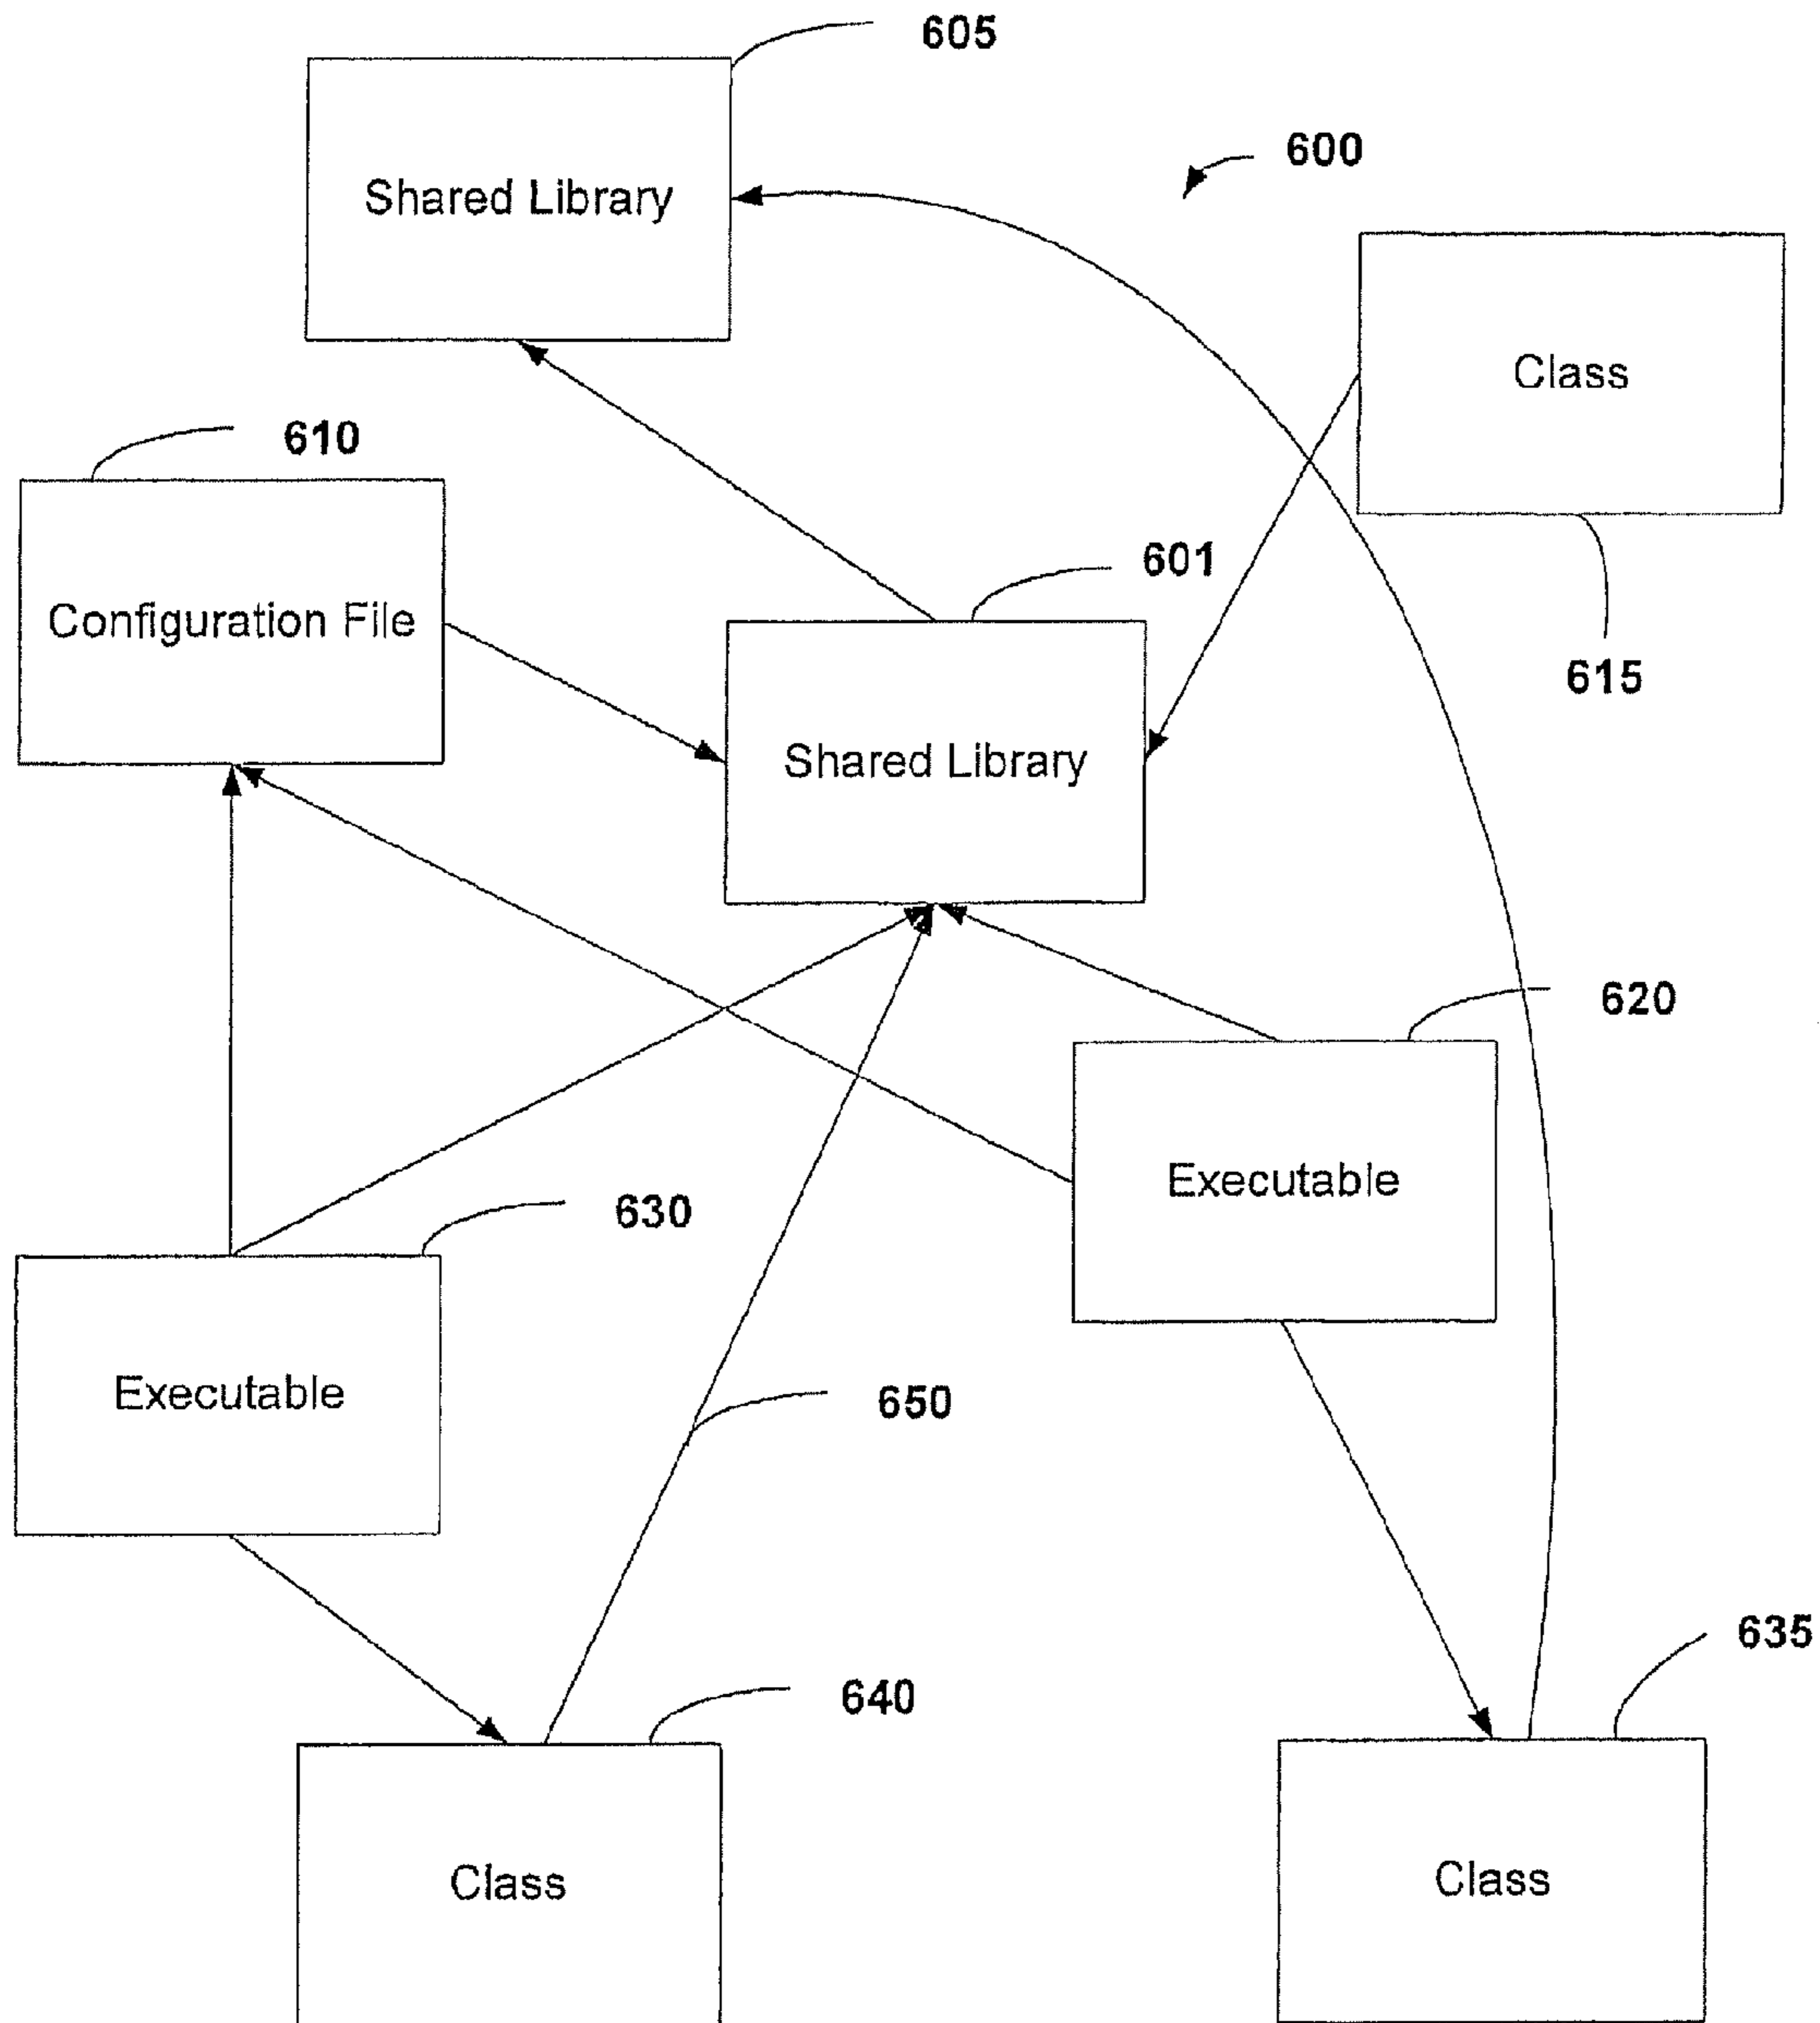 605
Shared Library
600
Class
610
Configuration File
601
615
Shared Library
620
Executable
630
Executable
650
635
640
Class
Class